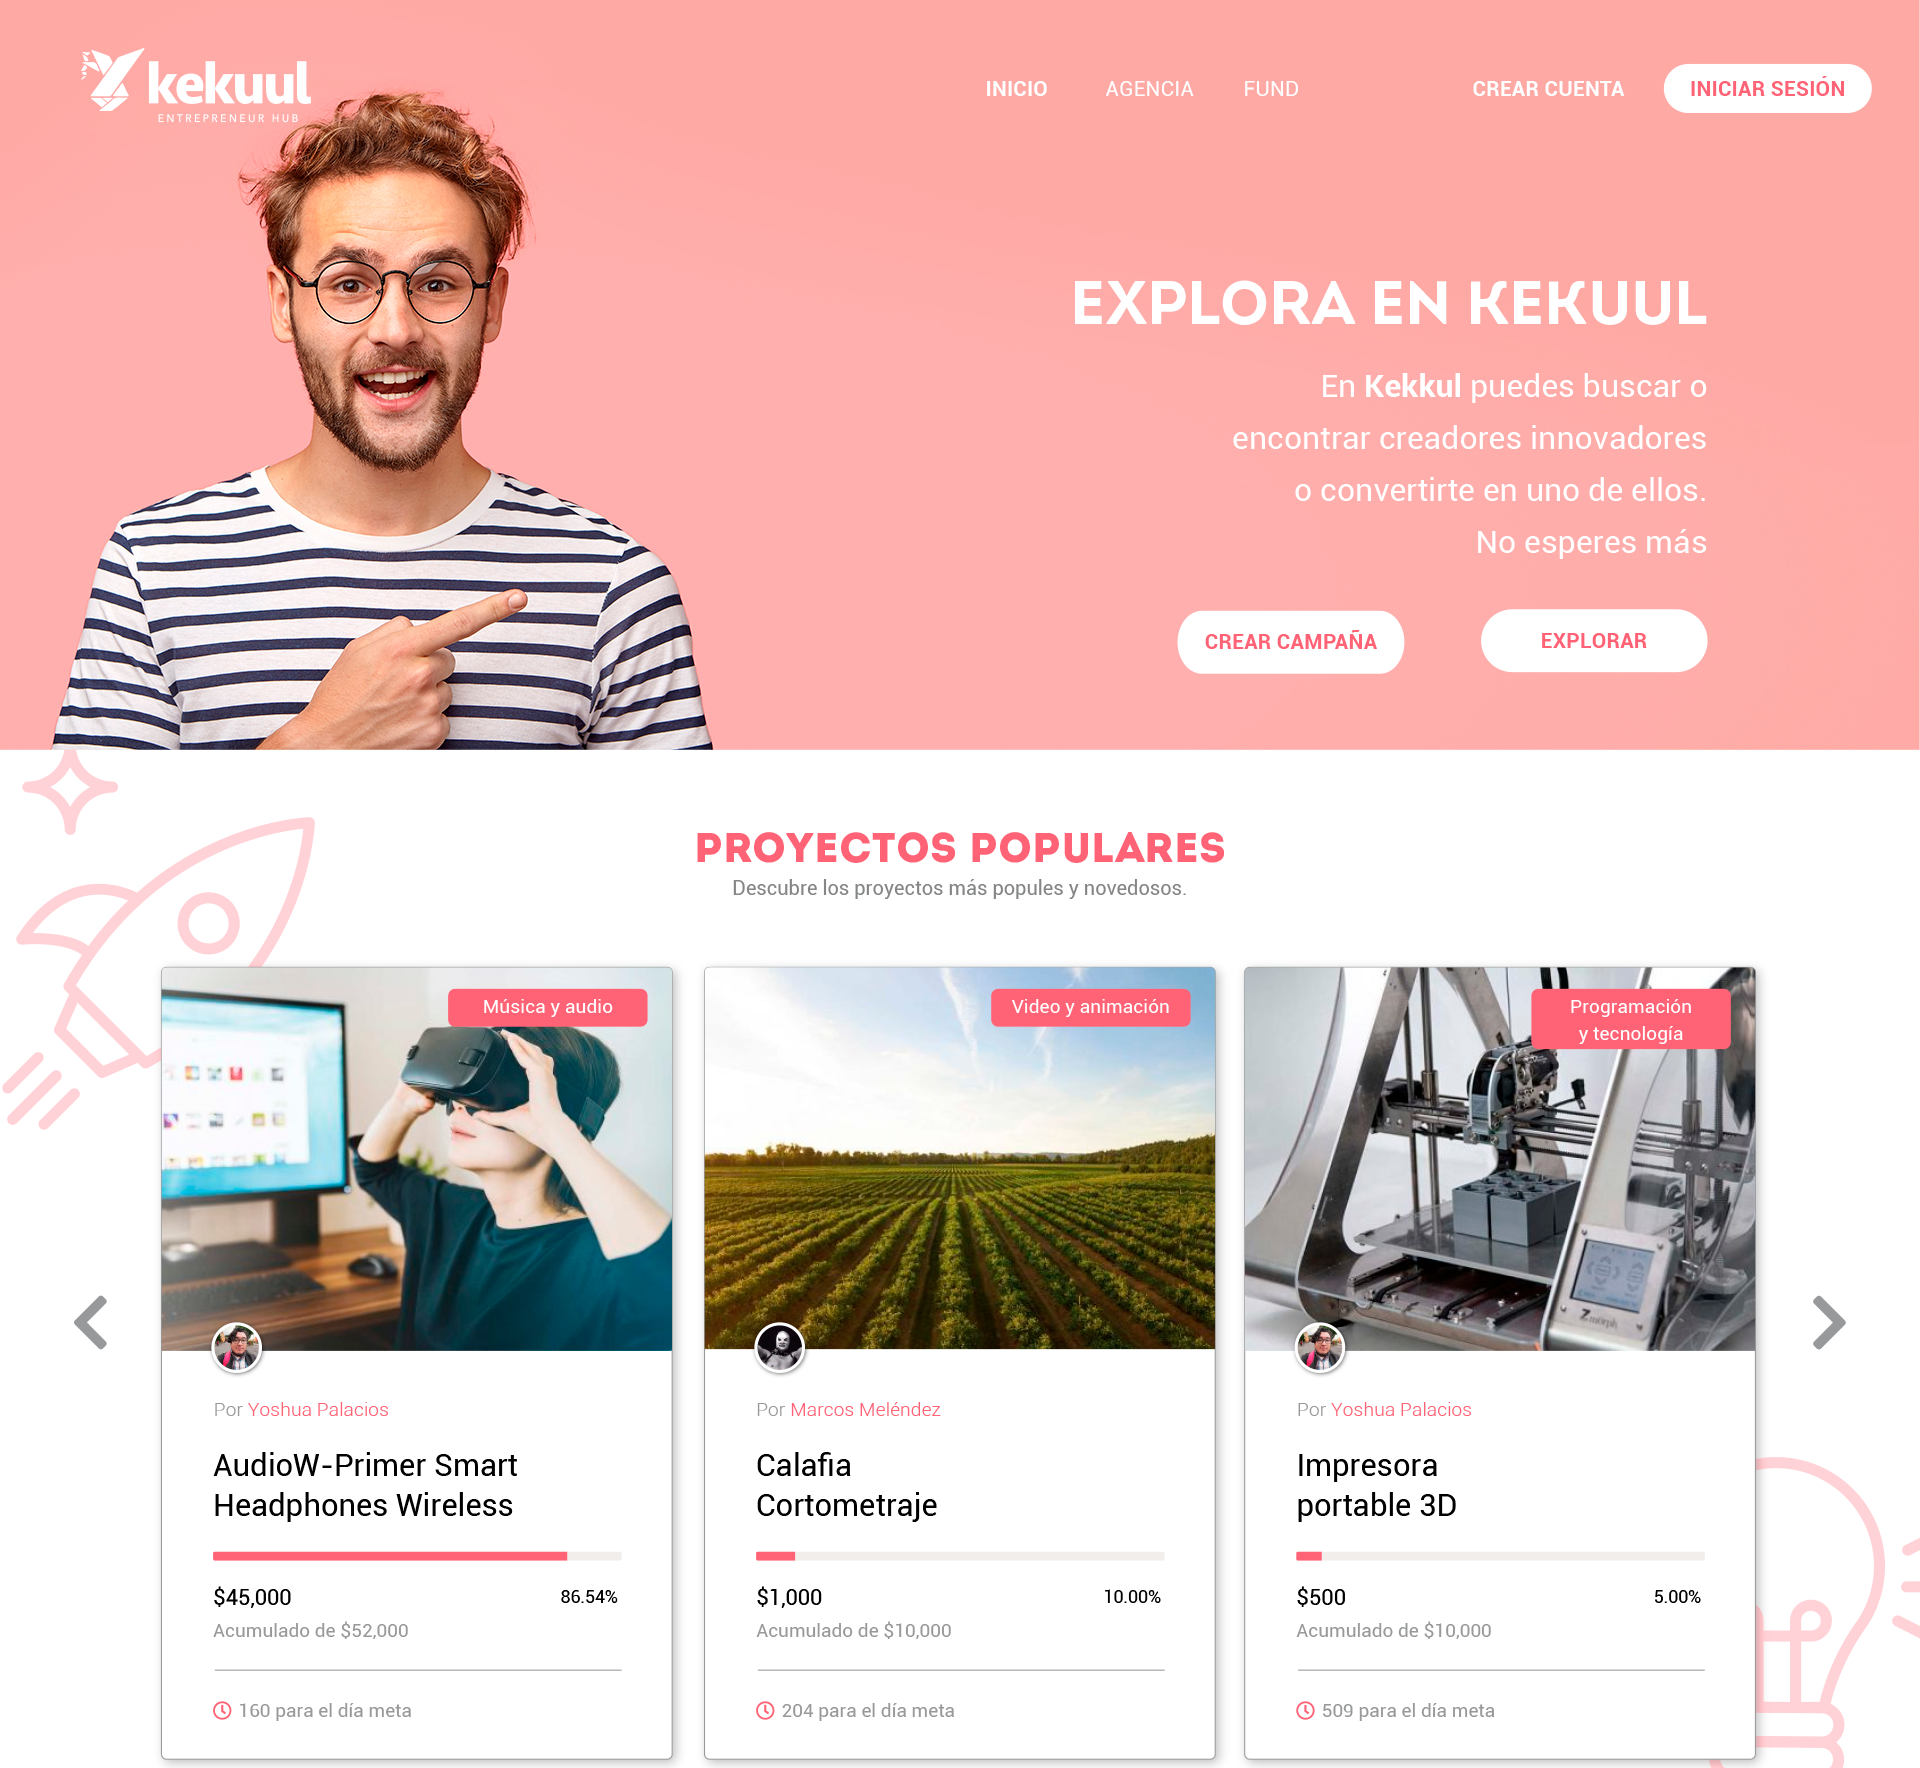 kekuul
ENTREPRENEUR HUB
INICIO AGENCIA FUND CREAR CUENTA INICIAR SESIÓN
EXPLORA EN KEKUUL
En Kekkul puedes buscar o
encontrar creadores innovadores
o convertirte en uno de ellos.
No esperes más
CREAR CAMPAÑA EXPLORAR
PROYECTOS POPULARES
Descubre los proyectos más popules y novedosos.
Música y audio
Por Yoshua Palacios
AudioW-Primer Smart
Headphones Wireless
$45,000 86.54%
Acumulado de $52,000
160 para el día meta
Video y animación
Por Marcos Meléndez
Calafia
Cortometraje
$1,000 10.00%
Acumulado de $10,000
204 para el día meta
Programación
y tecnología
Zmorph
Por Yoshua Palacios
Impresora
portable 3D
$500 5.00%
Acumulado de $10,000
509 para el día meta